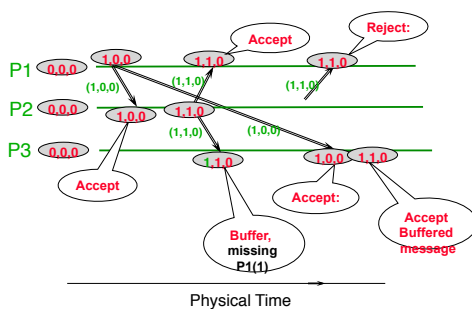 Reject:
Accept
P1 0,0,0 1,0,0 1,1,0 1,1,0
(1,0,0) (1,1,0)
P2 0,0,0 1,0,0 1,1,0
(1,1,0) (1,0,0)
P3 0,0,0 1,1,0 1,0,0 1,1,0
Accept
Accept:
Buffer,
missing
P1(1)
Accept
Buffered
message
Physical Time